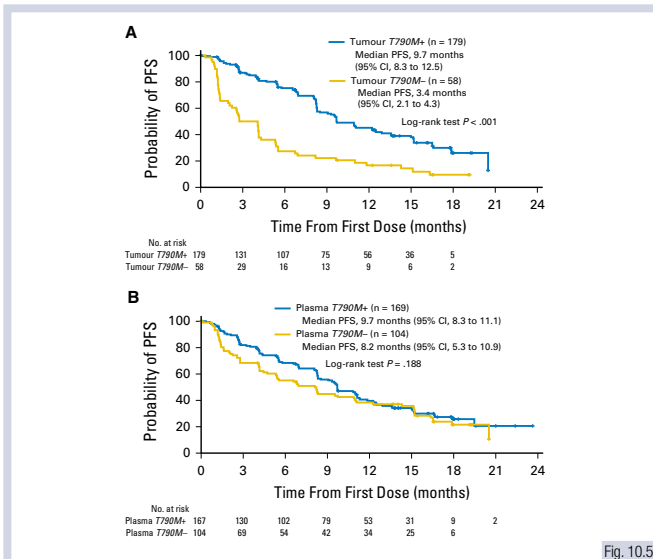 A
Tumour T790M+ (n = 179)
Median PFS, 9.7 months
(95% CI, 8.3 to 12.5)
Tumour T790M– (n = 58)
Median PFS, 3.4 months
(95% CI, 2.1 to 4.3)
Log-rank test P < .001
Probability of PFS
100
80
60
40
20
0
0 3 6 9 12 15 18 21 24
Time From First Dose (months)
No. at risk
Tumour T790M+ 179 131 107 75 56 36 5
Tumour T790M– 58 29 16 13 9 6 2
B
Plasma T790M+ (n = 169)
Median PFS, 9.7 months (95% CI, 8.3 to 11.1)
Plasma T790M– (n = 104)
Median PFS, 8.2 months (95% CI, 5.3 to 10.9)
Log-rank test P = .188
Probability of PFS
100
80
60
40
20
0
0 3 6 9 12 15 18 21 24
Time From First Dose (months)
No. at risk
Plasma T790M+ 167 130 102 79 53 31 9 2
Plasma T790M– 104 69 54 42 34 25 6
Fig. 10.5